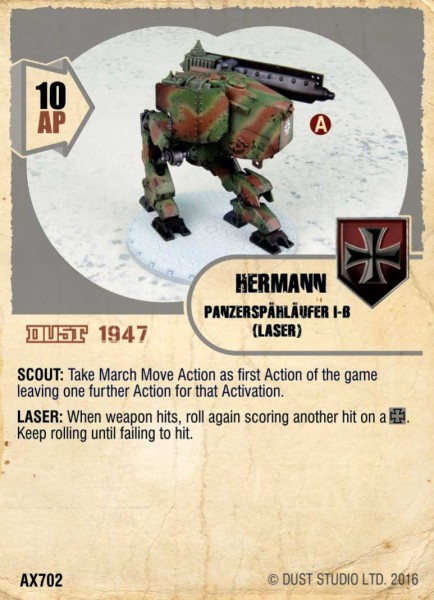 10
AP
A
HERMANN
PANZERSPÄHLÄUFER I-B
(LASER)
DUST 1947
SCOUT: Take March Move Action as first Action of the game
leaving one further Action for that Activation.
LASER: When weapon hits, roll again scoring another hit on a .
Keep rolling until failing to hit.
AX702
© DUST STUDIO LTD. 2016